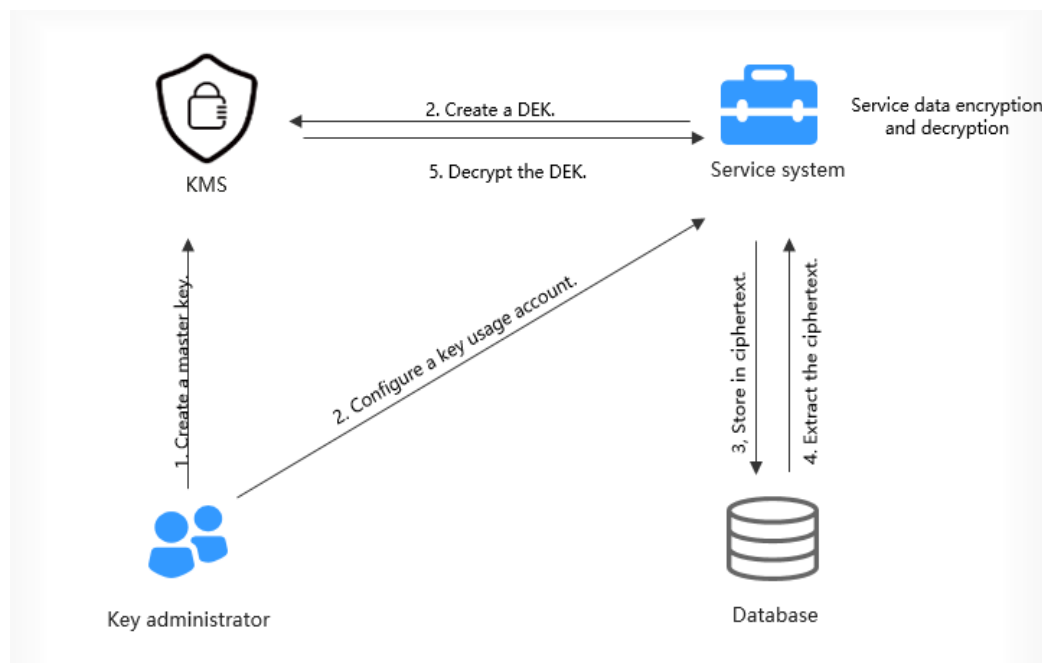 2. Create a DEK.
Service data encryption
and decryption
5. Decrypt the DEK.
Service system
KMS
1. Create a master key.
2. Configure a key usage account.
3, Store in ciphertext.
4. Extract the ciphertext.
Key administrator
Database